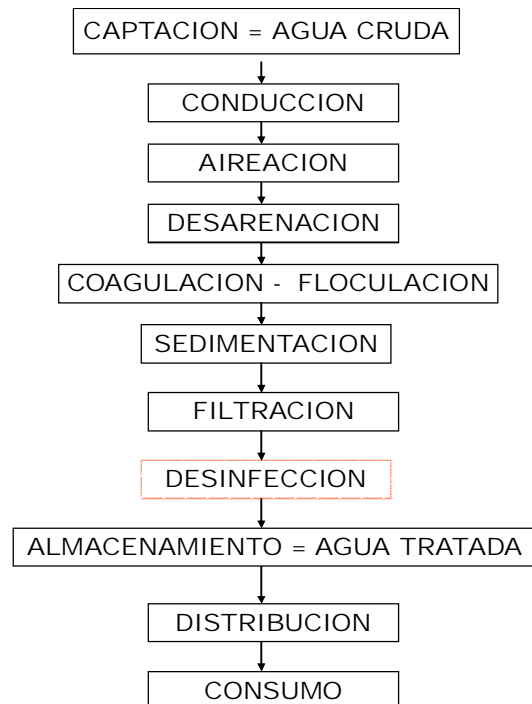 CAPTACION = AGUA CRUDA
CONDUCCION
AIREACION
DESARENACION
COAGULACION - FLOCULACION
SEDIMENTACION
FILTRACION
DESINFECCION
ALMACENAMIENTO = AGUA TRATADA
DISTRIBUCION
CONSUMO